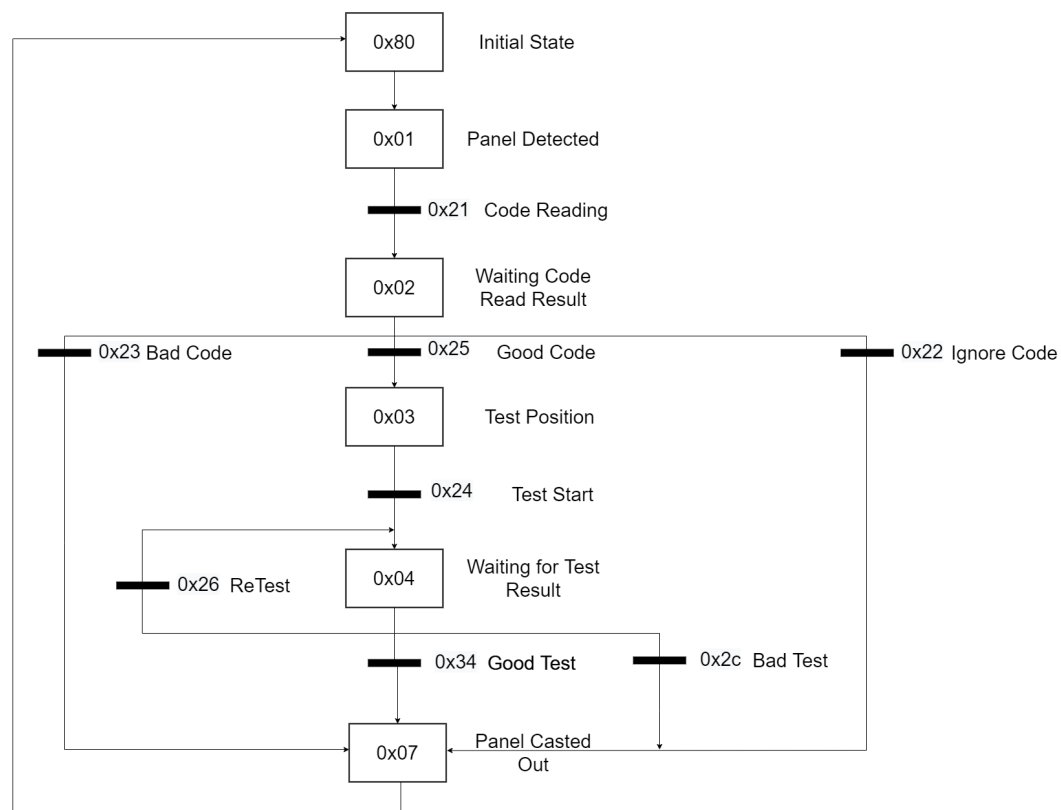 0x80 Initial State
0x01 Panel Detected
0x21 Code Reading
0x02 Waiting Code
Read Result
0x23 Bad Code
0x25 Good Code
0x22 Ignore Code
0x03 Test Position
0x24 Test Start
0x04 Waiting for Test
Result
0x26 ReTest
0x34 Good Test
0x2c Bad Test
0x07 Panel Casted
Out